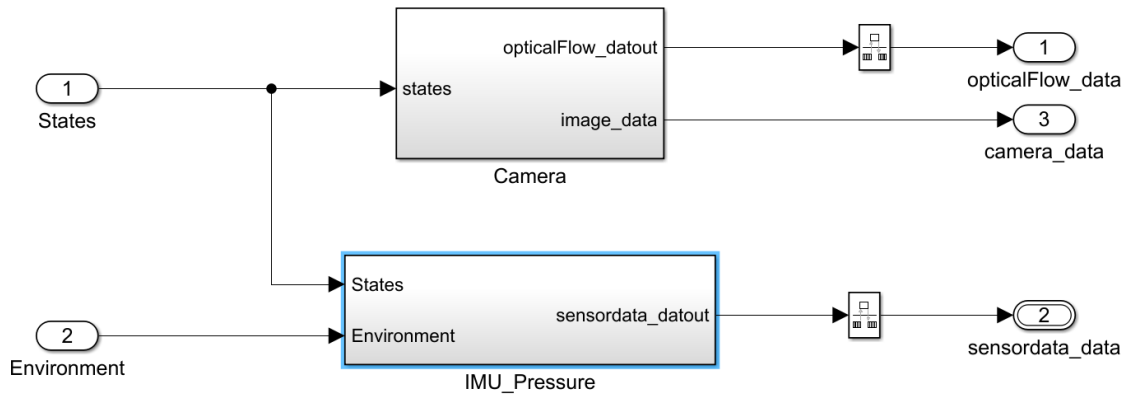 1
States
states
opticalFlow_datout
image_data
Camera
1
opticalFlow_data
3
camera_data
2
Environment
States
Environment
sensordata_datout
IMU_Pressure
2
sensordata_data